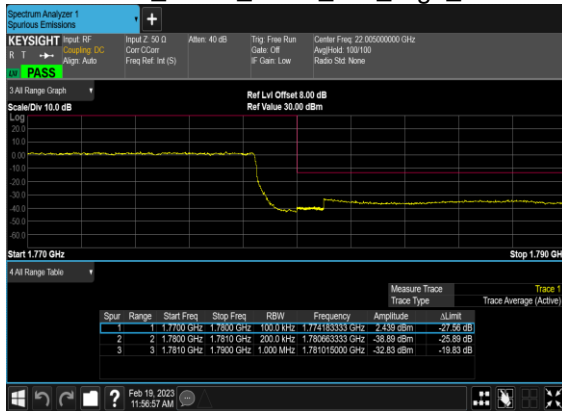 Spectrum Analyzer 1
Spurious Emissions
+
KEYSIGHT Input: RF Input Z: 50 Ω Atten: 40 dB Trig: Free Run Center Freq: 22.005000000 GHz
R T Coupling: DC Corr CCorr Gate: Off Avg|Hold: 100/100
Align: Auto Freq Ref: Int (S) IF Gain: Low Radio Std: None
PASS
3 All Range Graph
Scale/Div 10.0 dB
Ref Lvl Offset 8.00 dB
Ref Value 30.00 dBm
Log
20.0
10.0
0.00
-10.0
-20.0
-30.0
-40.0
-50.0
-60.0
Start 1.770 GHz Stop 1.790 GH
4 All Range Table
Measure Trace Trace 1
Trace Type Trace Average (Active)
Spur Range Start Freq Stop Freq RBW Frequency Amplitude ΔLimit
1 1 1.7700 GHz 1.7800 GHz 100.0 kHz 1.774183333 GHz 2.439 dBm -27.56 dB
2 2 1.7800 GHz 1.7810 GHz 200.0 kHz 1.780663333 GHz -38.89 dBm -25.89 dB
3 3 1.7810 GHz 1.7900 GHz 1.000 MHz 1.781015000 GHz -32.83 dBm -19.83 dB
? Feb 19, 2023
11:56:57 AM